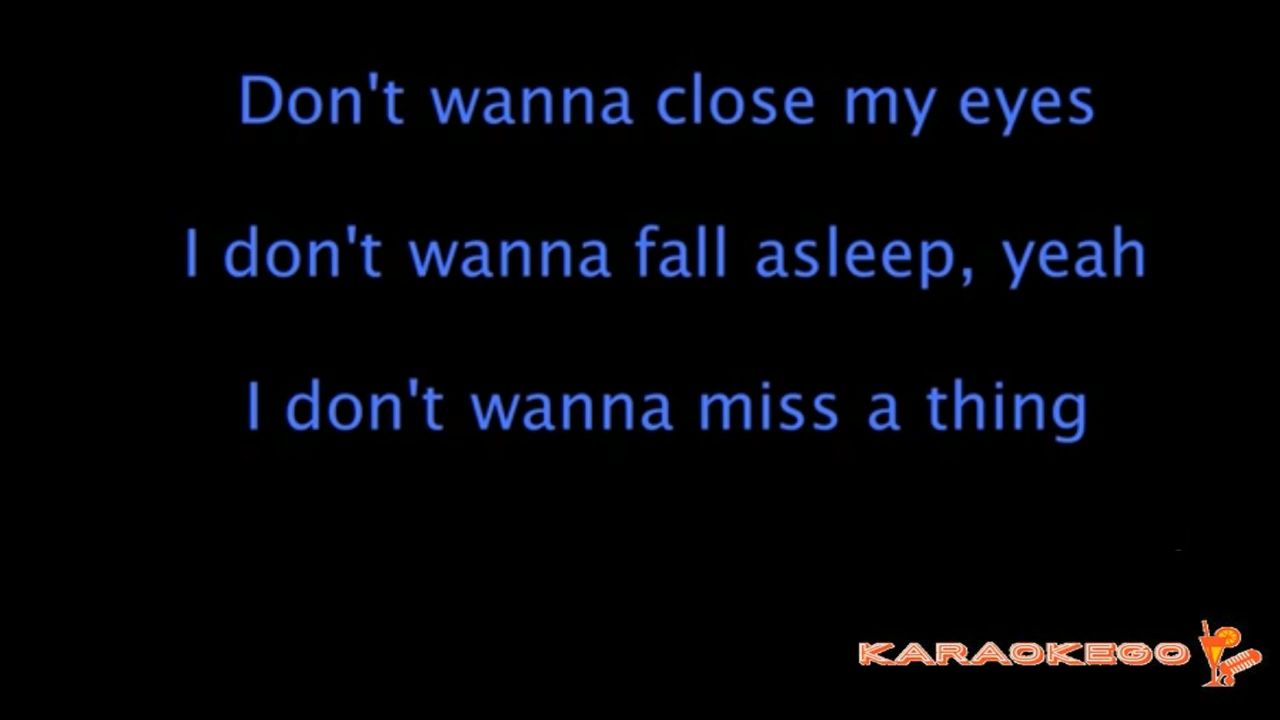 Don't wanna close my eyes
I don't wanna fall asleep, yeah
I don't wanna miss a thing
KARAOKEGO